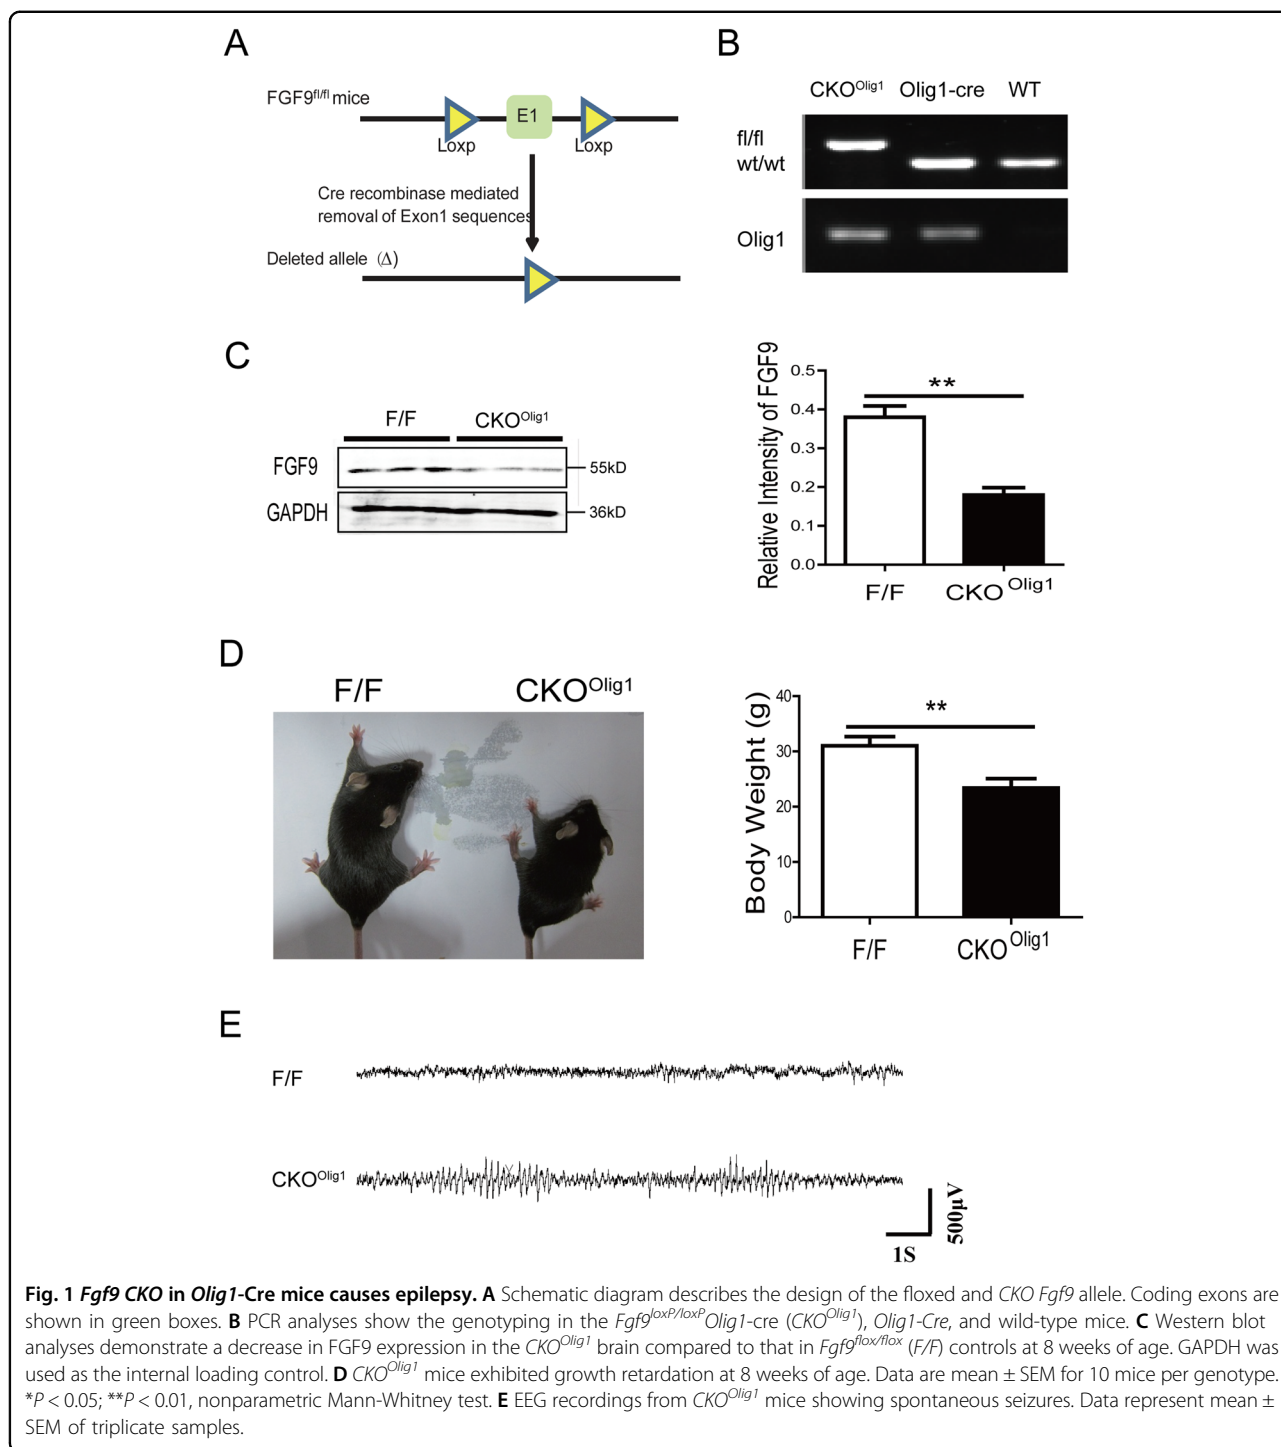 A
FGF9fl/fl mice
E1
Loxp
Loxp
Cre recombinase mediated
removal of Exon1 sequences
Deleted allele (Δ)
B
CKOOlig1 Olig1-cre WT
fl/fl
wt/wt
Olig1
C
F/F CKOOlig1
FGF9
55kD
GAPDH
36kD
Relative Intensity of FGF9
0.5
0.4
0.3
0.2
0.1
0.0
**
F/F CKO Olig1
D
F/F CKOOlig1
Body Weight (g)
40
30
20
10
0
**
F/F CKOOlig1
E
F/F
CKOOlig1
500µV
1S
Fig. 1 Fgf9 CKO in Olig1-Cre mice causes epilepsy. A Schematic diagram describes the design of the floxed and CKO Fgf9 allele. Coding exons are
shown in green boxes. B PCR analyses show the genotyping in the Fgf9loxP/loxPOlig1-cre (CKOOlig1), Olig1-Cre, and wild-type mice. C Western blot
analyses demonstrate a decrease in FGF9 expression in the CKOOlig1 brain compared to that in Fgf9flox/flox (F/F) controls at 8 weeks of age. GAPDH was
used as the internal loading control. D CKOOlig1 mice exhibited growth retardation at 8 weeks of age. Data are mean ± SEM for 10 mice per genotype.
*P < 0.05; **P < 0.01, nonparametric Mann-Whitney test. E EEG recordings from CKOOlig1 mice showing spontaneous seizures. Data represent mean ±
SEM of triplicate samples.